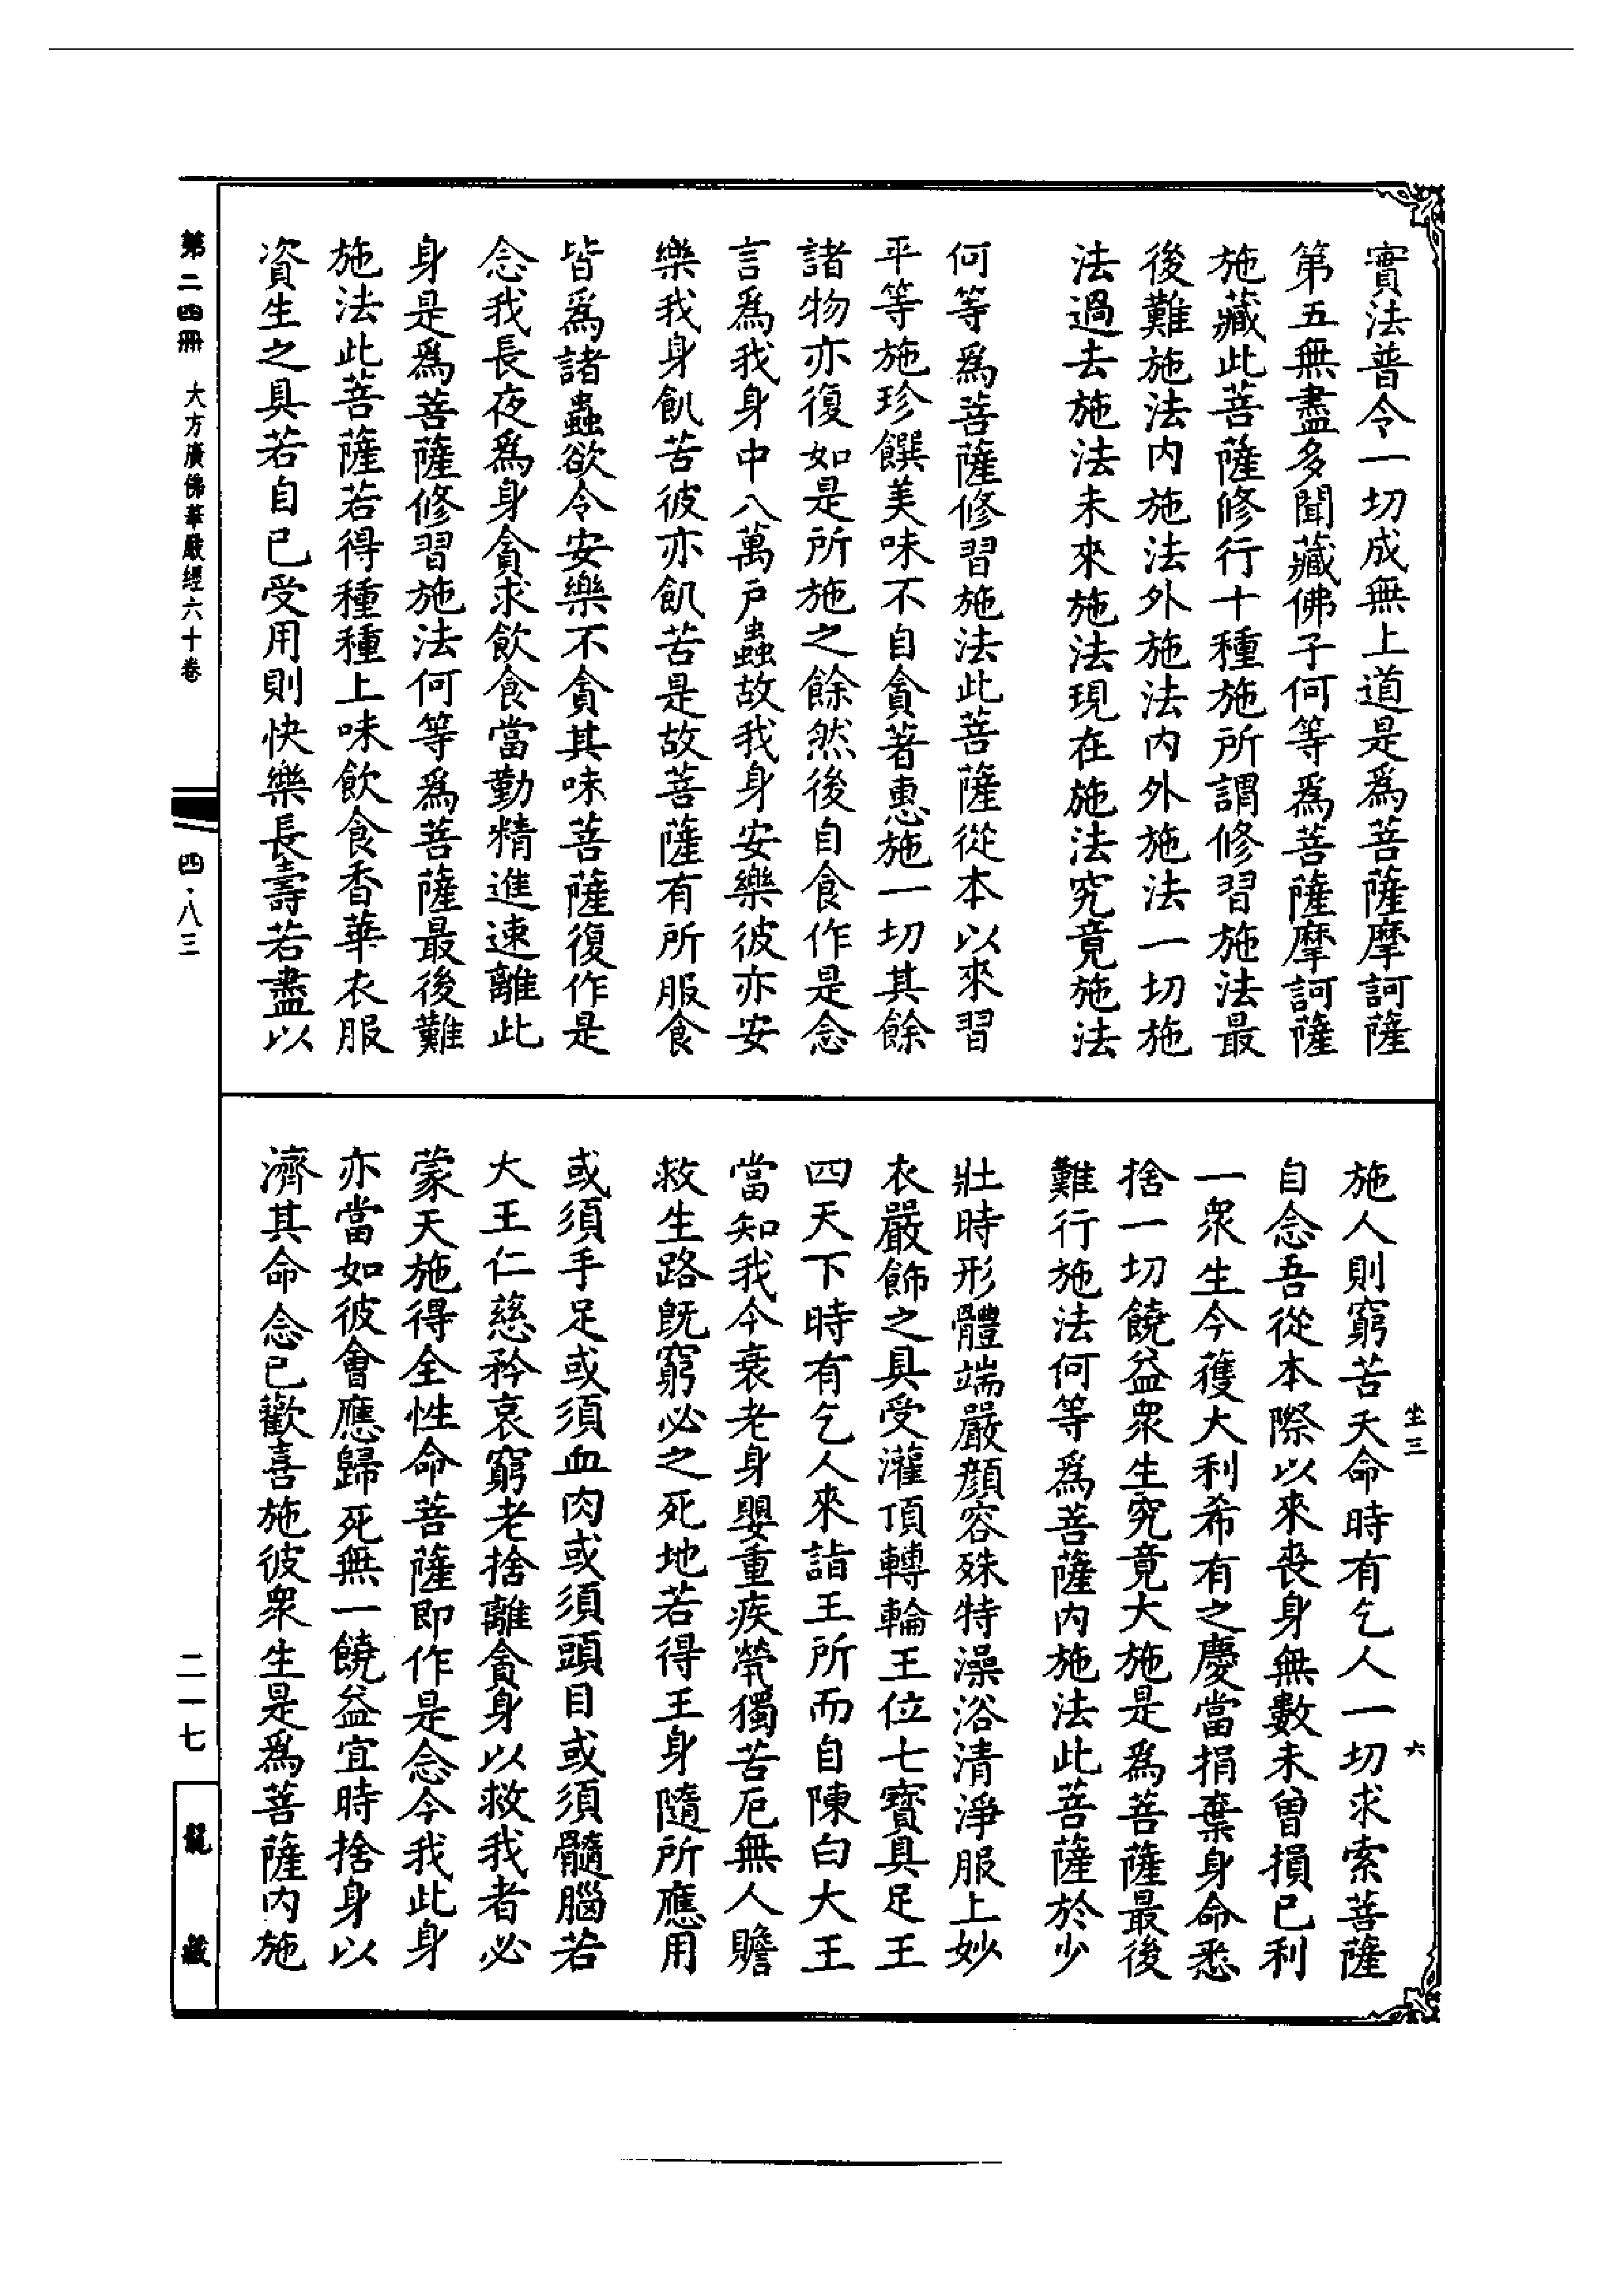 實法普令一切成無上道是爲菩薩摩訶薩
第五無盡多聞藏佛子何等爲菩薩摩訶薩
施藏此菩薩修行十種施所謂修習施法最
後難施法內施法外施法內外施法一切施
法過去施法未來施法現在施法究竟施法
何等爲菩薩修習施法此菩薩從本以來習
平等施珍饌美味不自貪著惠施一切其餘
諸物亦復如是所施之餘然後自食作是念
言爲我身中八萬戶蟲故我身安樂彼亦安
樂我身飢苦彼亦飢苦是故菩薩有所服食
皆爲諸蟲欲令安樂不貪其味菩薩復作是
念我長夜爲身貪求飲食當勤精進速離此
身是爲菩薩修習施法何等爲菩薩最後難
施法此菩薩若得種種上味飲食香華衣服
資生之具若自已受用則快樂長壽若盡以
施人則窮苦夭命時有乞人一切求索菩薩
自念吾從本際以來喪身無數未曾損已利
一眾生今獲大利希有之慶當捐棄身命悉
捨一切饒益眾生究竟大施是爲菩薩最後
難行施法何等爲菩薩內施法此菩薩於少
壯時形體端嚴顏容殊特澡浴清淨服上妙
衣嚴飾之具受灌頂轉輪王位七寶具足王
四天下時有乞人來詣王所而自陳白大王
當知我今衰老身嬰重疾煢獨苦厄無人贍
救生路旣窮必之死地若得王身隨所應用
或須手足或須血肉或須頭目或須髓腦若
大王仁慈矜哀窮老捨離貪身以救我者必
蒙天施得全性命菩薩即作是念今我此身
亦當如彼會應歸死無一饒益宜時捨身以
濟其命念已歡喜施彼眾生是爲菩薩內施
坐三
六
第二四冊 大方廣佛華嚴經六十卷
四·八三
二一七
龍藏